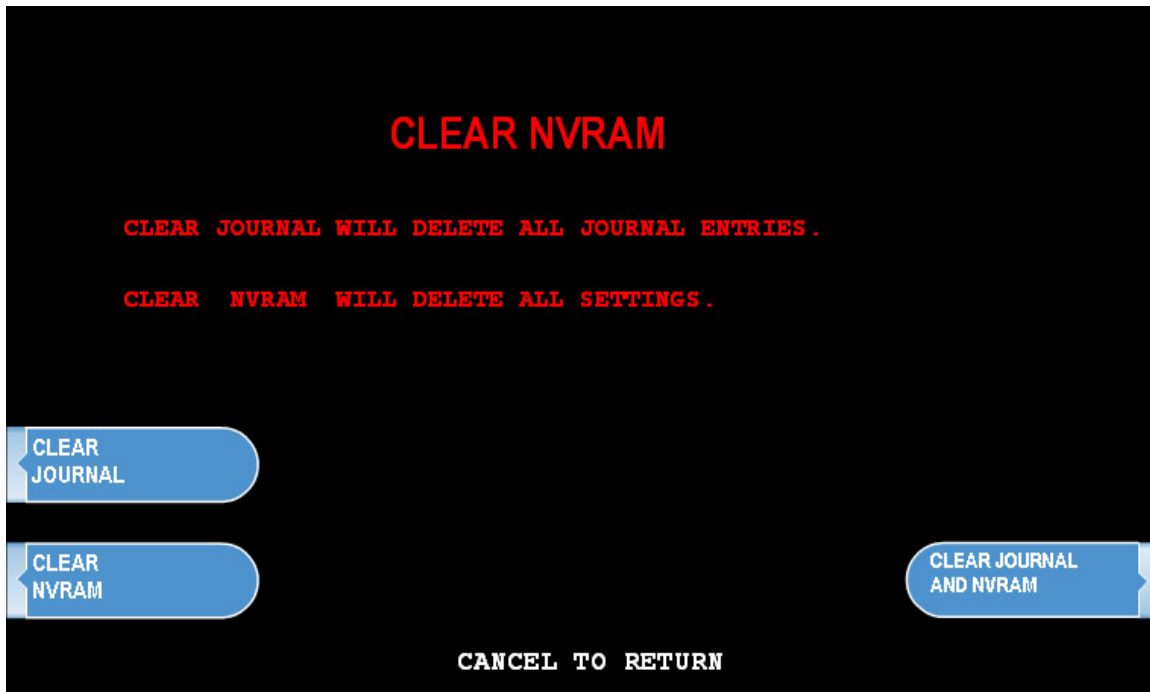 CLEAR NVRAM
CLEAR JOURNAL WILL DELETE ALL JOURNAL ENTRIES.
CLEAR NVRAM WILL DELETE ALL SETTINGS.
CLEAR
JOURNAL
CLEAR
NVRAM
CLEAR JOURNAL
AND NVRAM
CANCEL TO RETURN